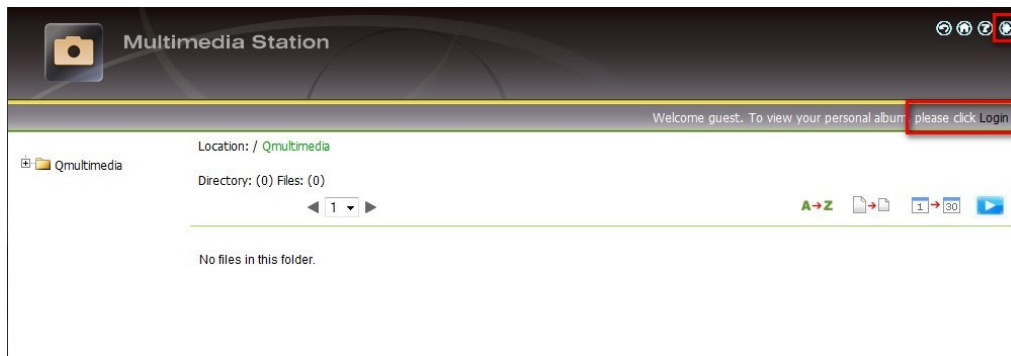 Multimedia Station
Welcome guest. To view your personal album, please click Login
Qmultimedia
Location: / Qmultimedia
Directory: (0) Files: (0)
1
A→Z 1→30
No files in this folder.